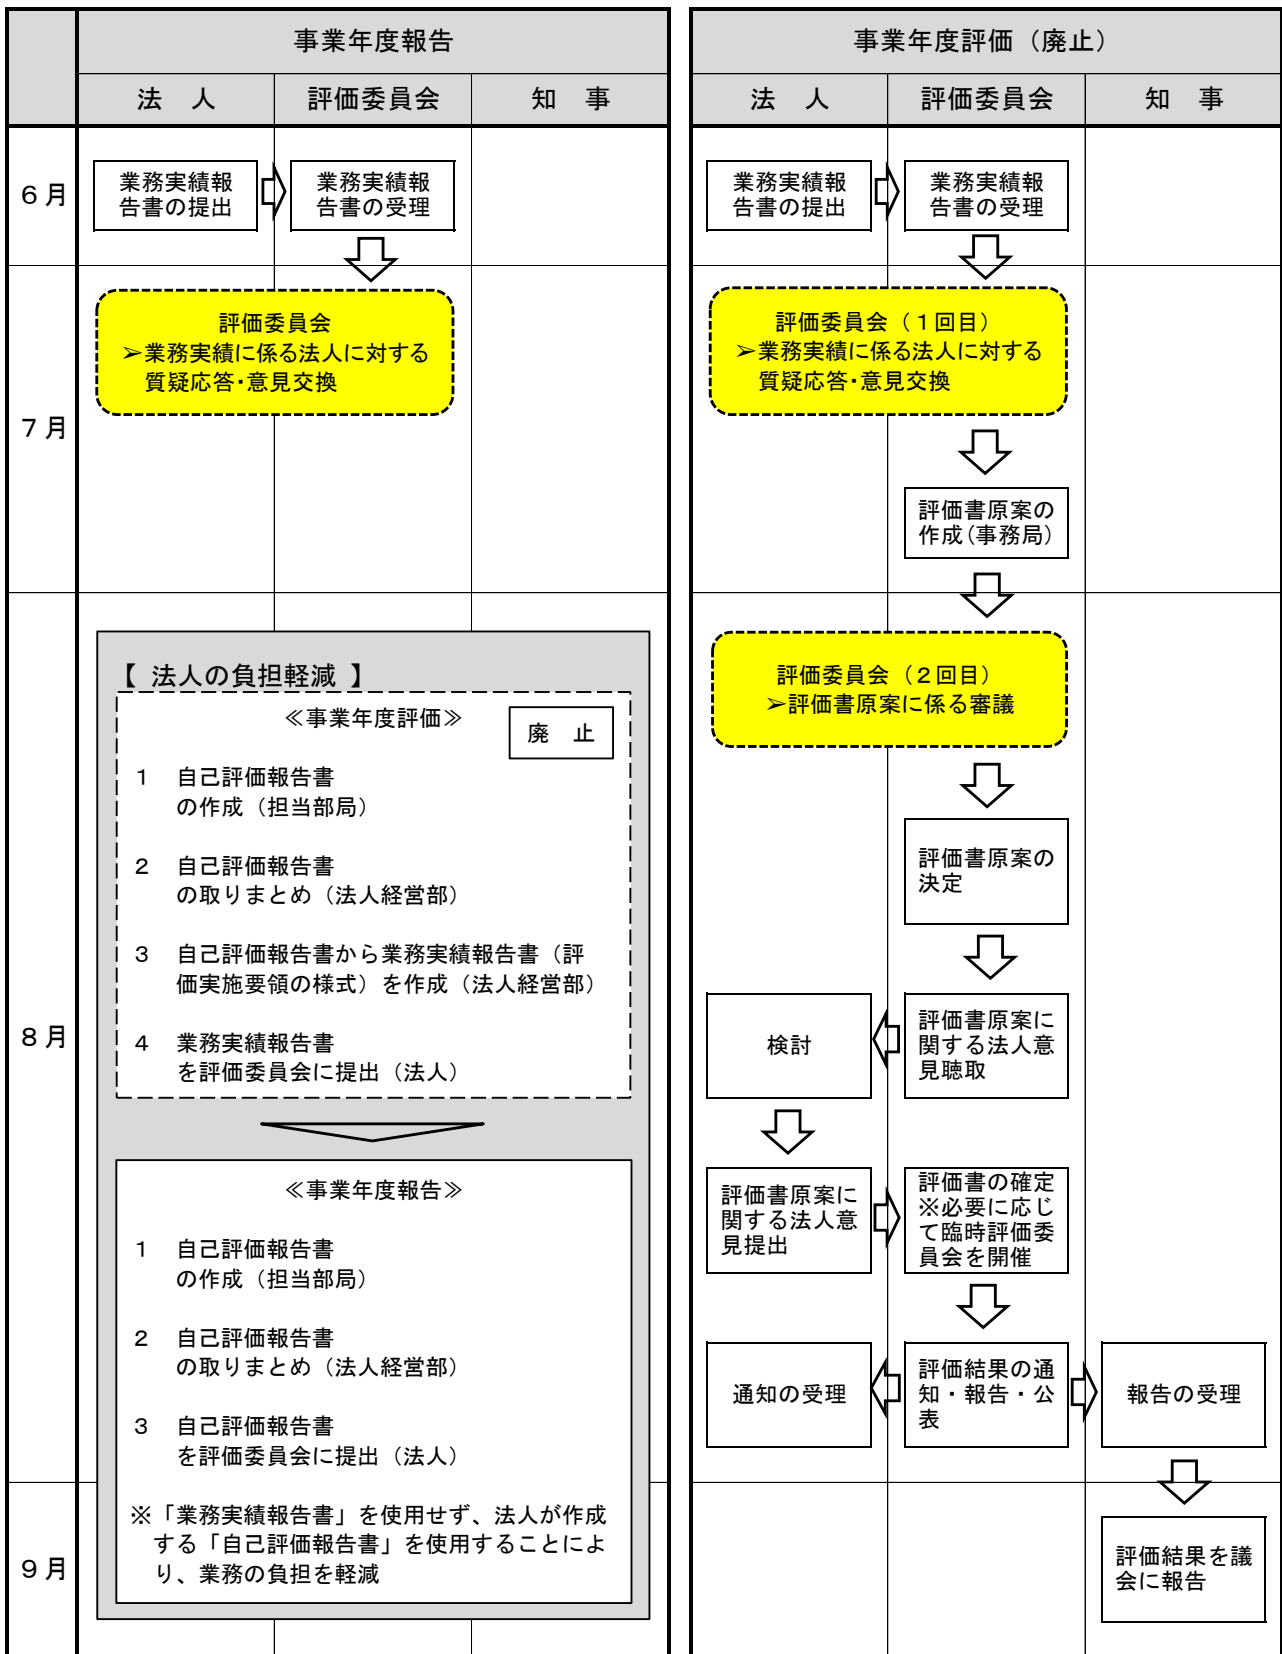 事業年度報告
法　人
評価委員会
知　事
6月
業務実績報
告書の提出
業務実績報
告書の受理
7月
評価委員会
➢業務実績に係る法人に対する
質疑応答・意見交換
8月
【 法人の負担軽減 】
≪事業年度評価≫
廃　止
1　自己評価報告書
の作成（担当部局）
2　自己評価報告書
の取りまとめ（法人経営部）
3　自己評価報告書から業務実績報告書（評
価実施要領の様式）を作成（法人経営部）
4　業務実績報告書
を評価委員会に提出（法人）
≪事業年度報告≫
1　自己評価報告書
の作成（担当部局）
2　自己評価報告書
の取りまとめ（法人経営部）
3　自己評価報告書
を評価委員会に提出（法人）
※「業務実績報告書」を使用せず、法人が作成
する「自己評価報告書」を使用することによ
り、業務の負担を軽減
9月
事業年度評価（廃止）
法　人
評価委員会
知　事
業務実績報
告書の提出
業務実績報
告書の受理
評価委員会（１回目）
➢業務実績に係る法人に対する
質疑応答・意見交換
評価書原案の
作成（事務局）
評価委員会（２回目）
➢評価書原案に係る審議
評価書原案の
決定
評価書原案に
関する法人意
見聴取
検討
評価書原案に
関する法人意
見提出
評価書の確定
※必要に応じ
て臨時評価委
員会を開催
通知の受理
評価結果の通
知・報告・公
表
報告の受理
評価結果を議
会に報告